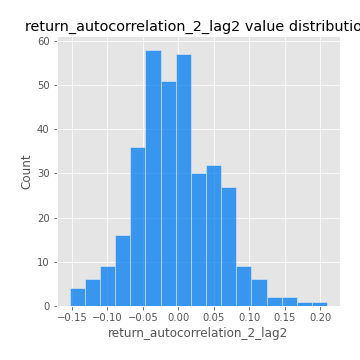 return_autocorrelation_2_lag2 value distributio
60
50
40
30
20
10
0
Count
−0.15 −0.10 −0.05 0.00 0.05 0.10 0.15 0.20
return_autocorrelation_2_lag2